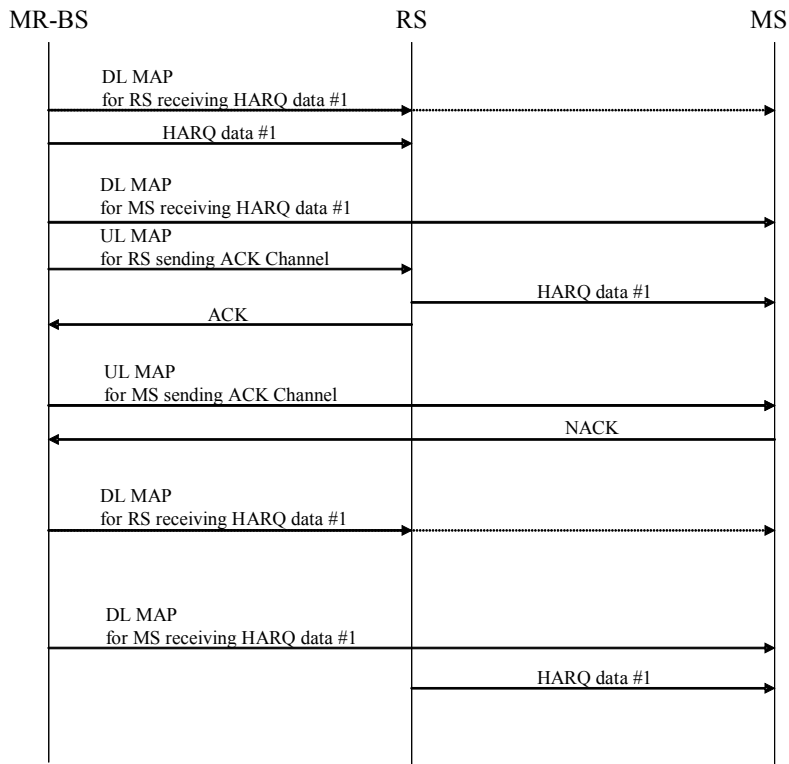 MR-BS RS MS
DL MAP
for RS receiving HARQ data #1
HARQ data #1
DL MAP
for MS receiving HARQ data #1
UL MAP
for RS sending ACK Channel
HARQ data #1
ACK
UL MAP
for MS sending ACK Channel
NACK
DL MAP
for RS receiving HARQ data #1
DL MAP
for MS receiving HARQ data #1
HARQ data #1